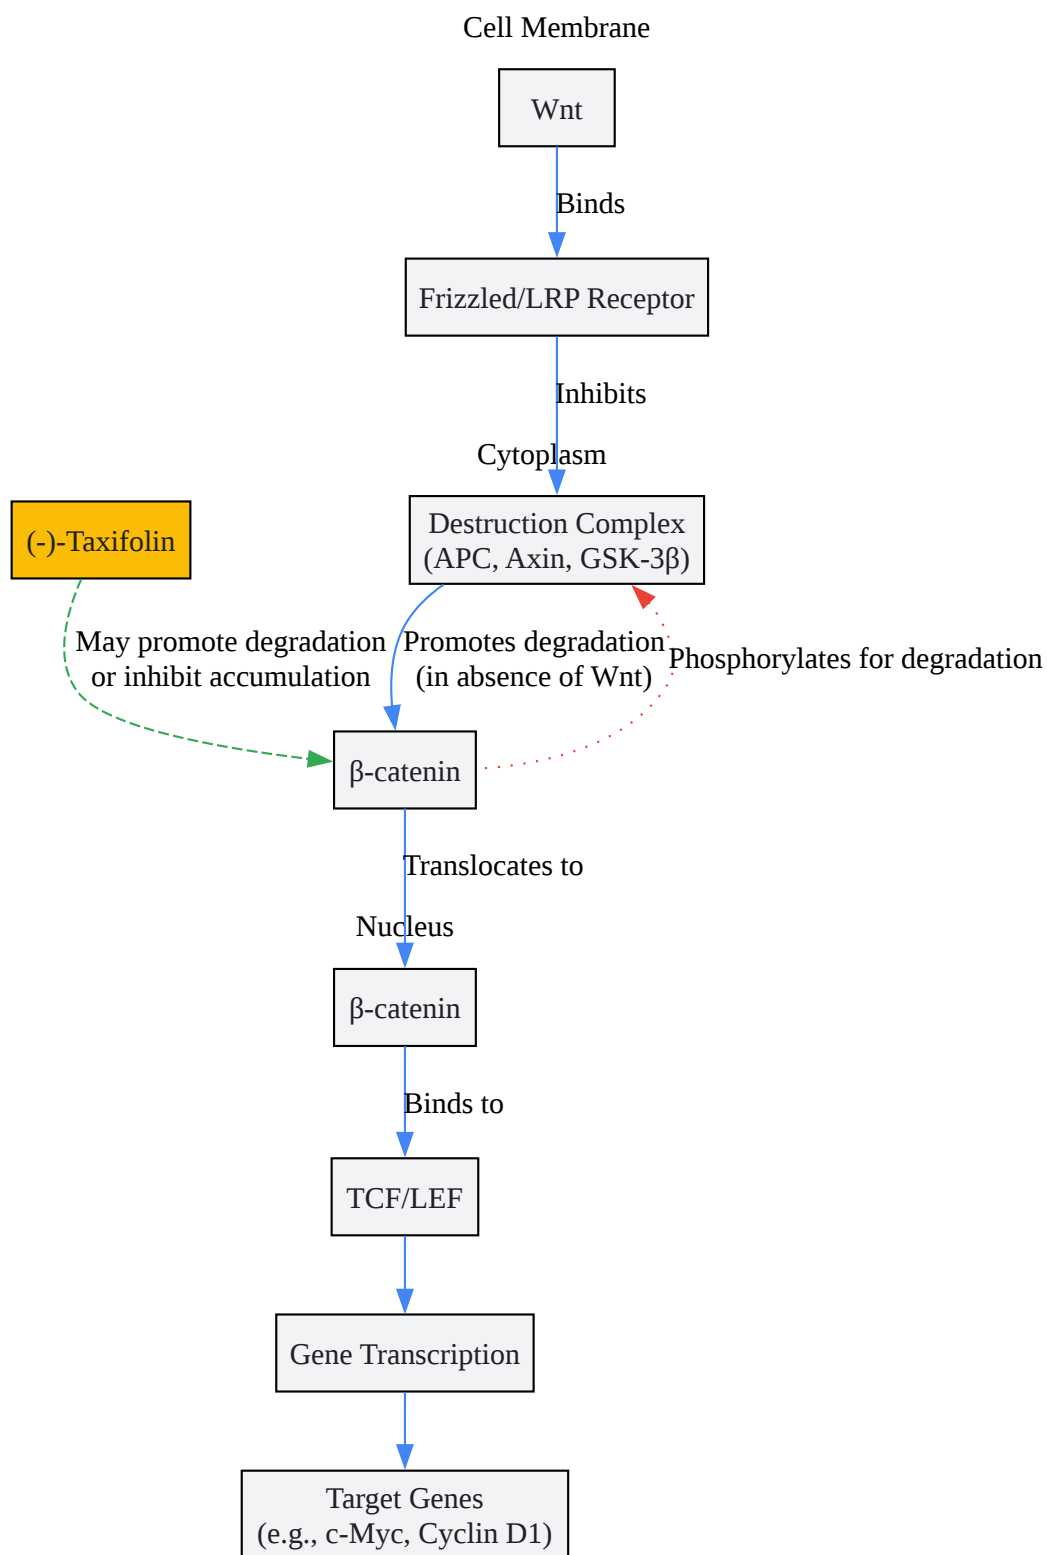 Cell Membrane
Wnt
Binds
Frizzled/LRP Receptor
Inhibits
Cytoplasm
Destruction Complex
(APC, Axin, GSK-3β)
(-)-Taxifolin
May promote degradation
or inhibit accumulation
Promotes degradation
(in absence of Wnt)
Phosphorylates for degradation
β-catenin
Translocates to
Nucleus
β-catenin
Binds to
TCF/LEF
Gene Transcription
Target Genes
(e.g., c-Myc, Cyclin D1)